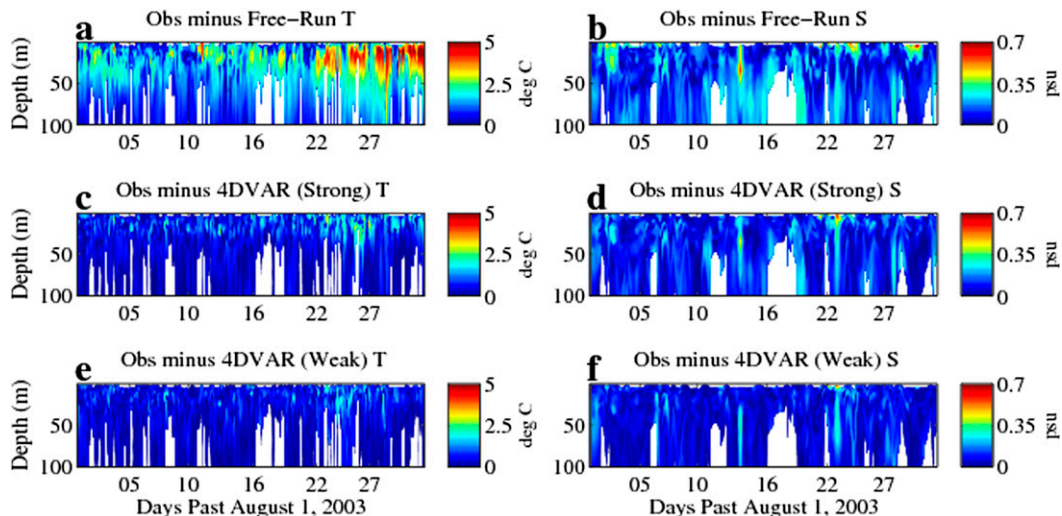 a Obs minus Free-Run T
b Obs minus Free-Run S
Depth (m)
50
100
05 10 16 22 27
5
2.5
0
deg C
50
100
05 10 16 22 27
0.7
0.35
0
psu
c Obs minus 4DVAR (Strong) T
d Obs minus 4DVAR (Strong) S
Depth (m)
50
100
05 10 16 22 27
5
2.5
0
deg C
50
100
05 10 16 22 27
0.7
0.35
0
psu
e Obs minus 4DVAR (Weak) T
f Obs minus 4DVAR (Weak) S
Depth (m)
50
100
05 10 16 22 27
Days Past August 1, 2003
5
2.5
0
deg C
50
100
05 10 16 22 27
Days Past August 1, 2003
0.7
0.35
0
psu